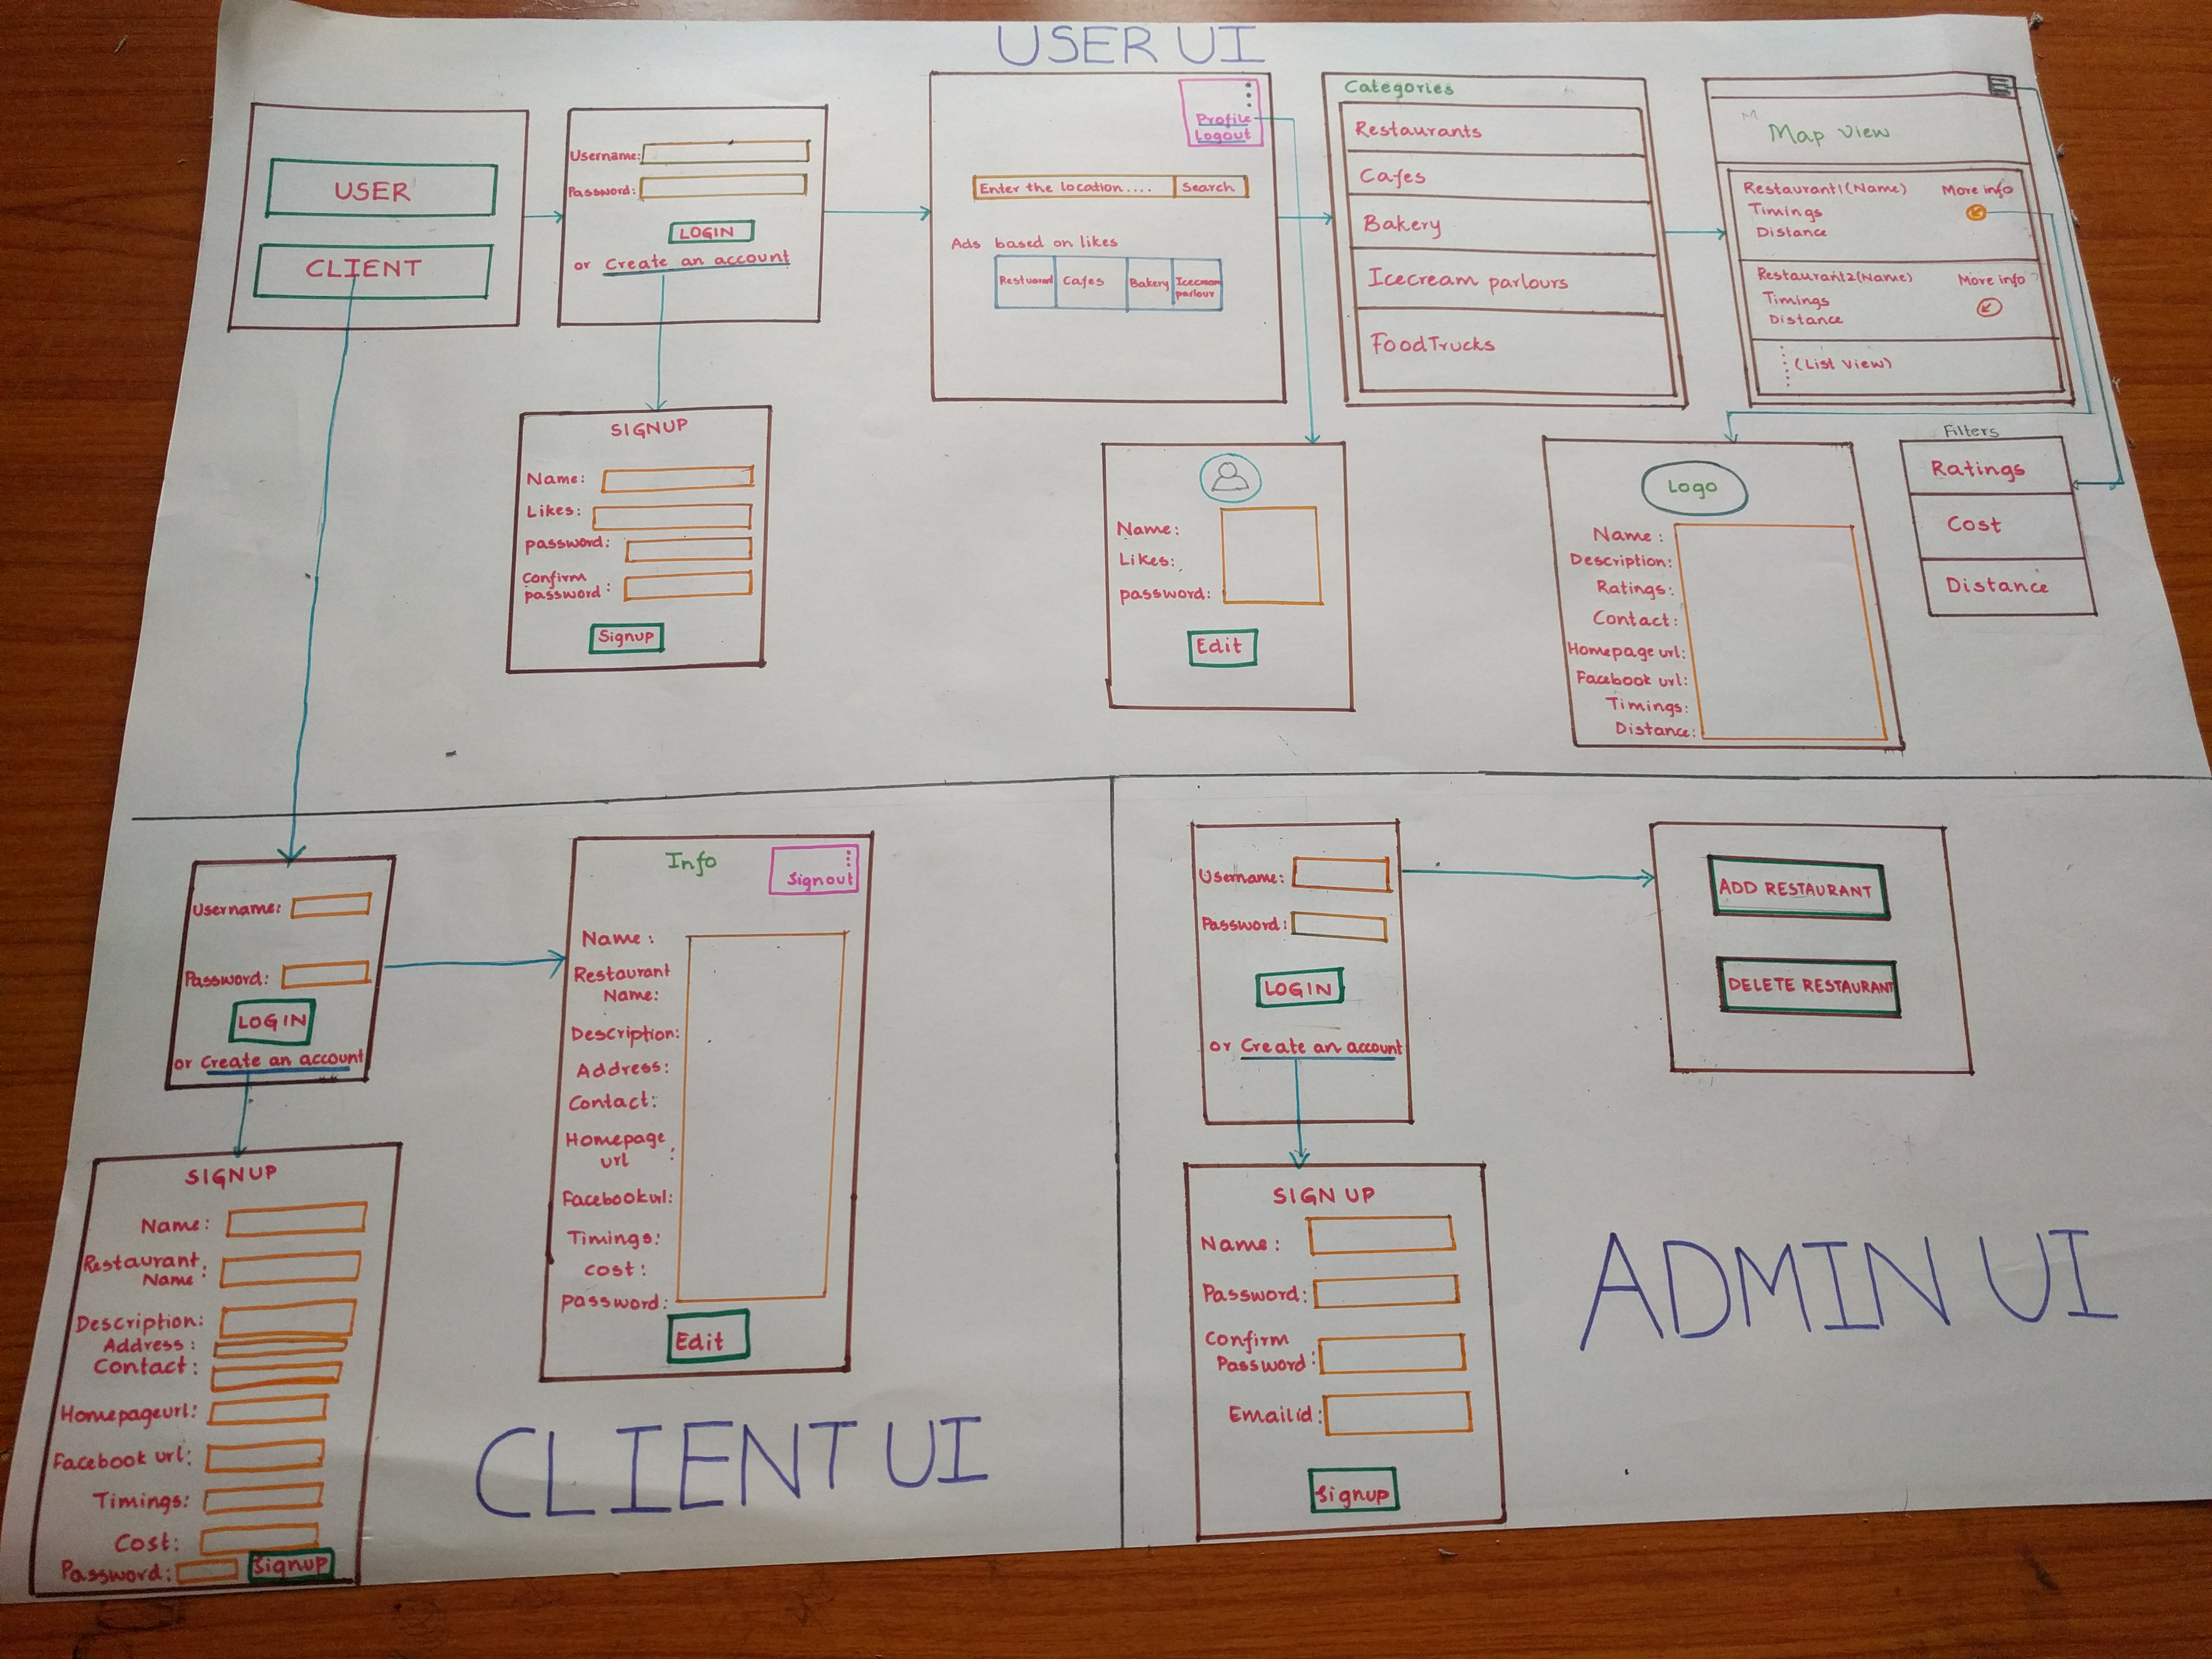 USER UI
USER
CLIENT
Username:
Password:
LOGIN
or Create an account
SIGNUP
Name:
Likes:
password:
Confirm
password:
Signup
Profile
Logout
Enter the location.... Search
Ads based on likes
Restuarant Cafes Bakery Icecream
parlour
Name:
Likes:
password:
Edit
Categories
Restaurants
Cafes
Bakery
Icecream parlours
FoodTrucks
Map View
Restaurant1(Name) More info
Timings
Distance
Restaurant2(Name) More info
Timings
Distance
(List View)
Logo
Name:
Description:
Ratings:
Contact:
Homepage url:
Facebook url:
Timings:
Distance:
Filters
Ratings
Cost
Distance
Username:
Password:
LOGIN
or Create an account
SIGNUP
Name:
Restaurant
Name:
Description:
Address:
Contact:
Homepageurl:
Facebook url:
Timings:
Cost:
Password: Signup
Info
Signout
Name:
Restaurant
Name:
Description:
Address:
Contact:
Homepage
url:
Facebookurl:
Timings:
cost:
password:
Edit
CLIENT UI
Username:
Password:
LOGIN
or Create an account
SIGN UP
Name:
Password:
Confirm
Password:
Emailid:
Signup
ADD RESTAURANT
DELETE RESTAURANT
ADMIN UI